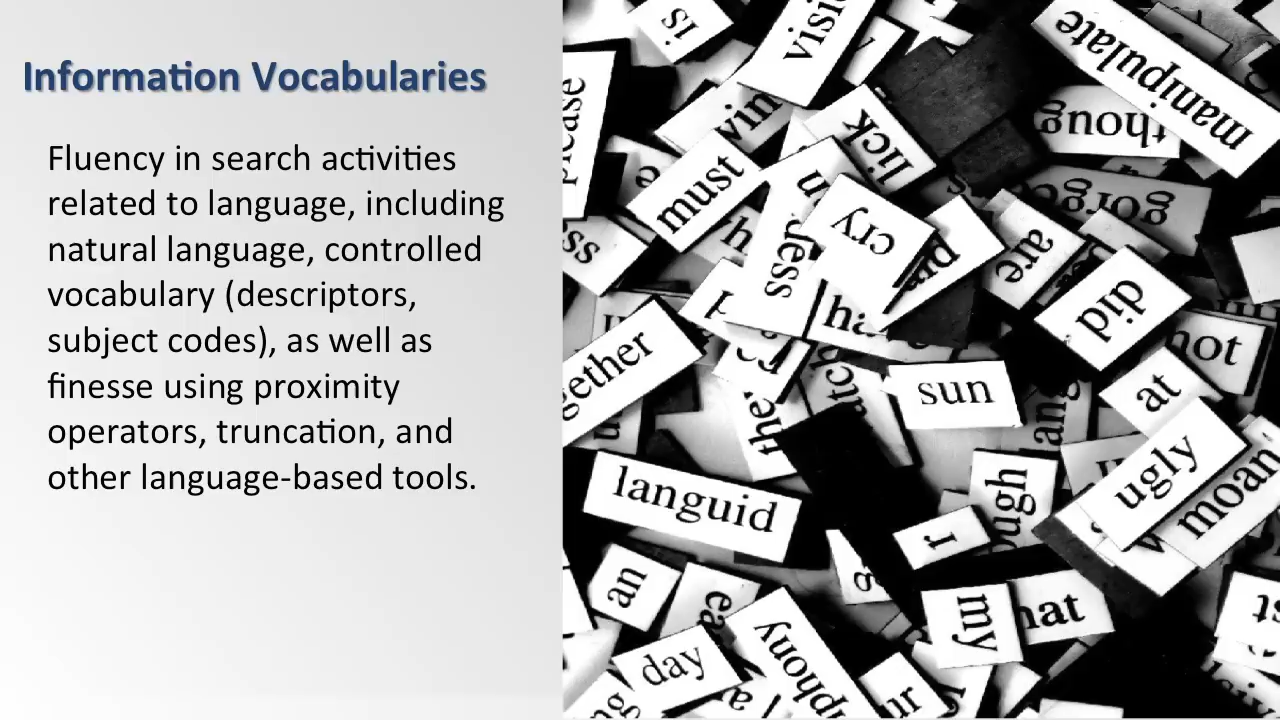 Information Vocabularies
Fluency in search activities
related to language, including
natural language, controlled
vocabulary (descriptors,
subject codes), as well as
finesse using proximity
operators, truncation, and
other language-based tools.
is
manipulate
lick
must
cry
are
did
not
at
sun
ugly
moan
languid
r
an
my
day